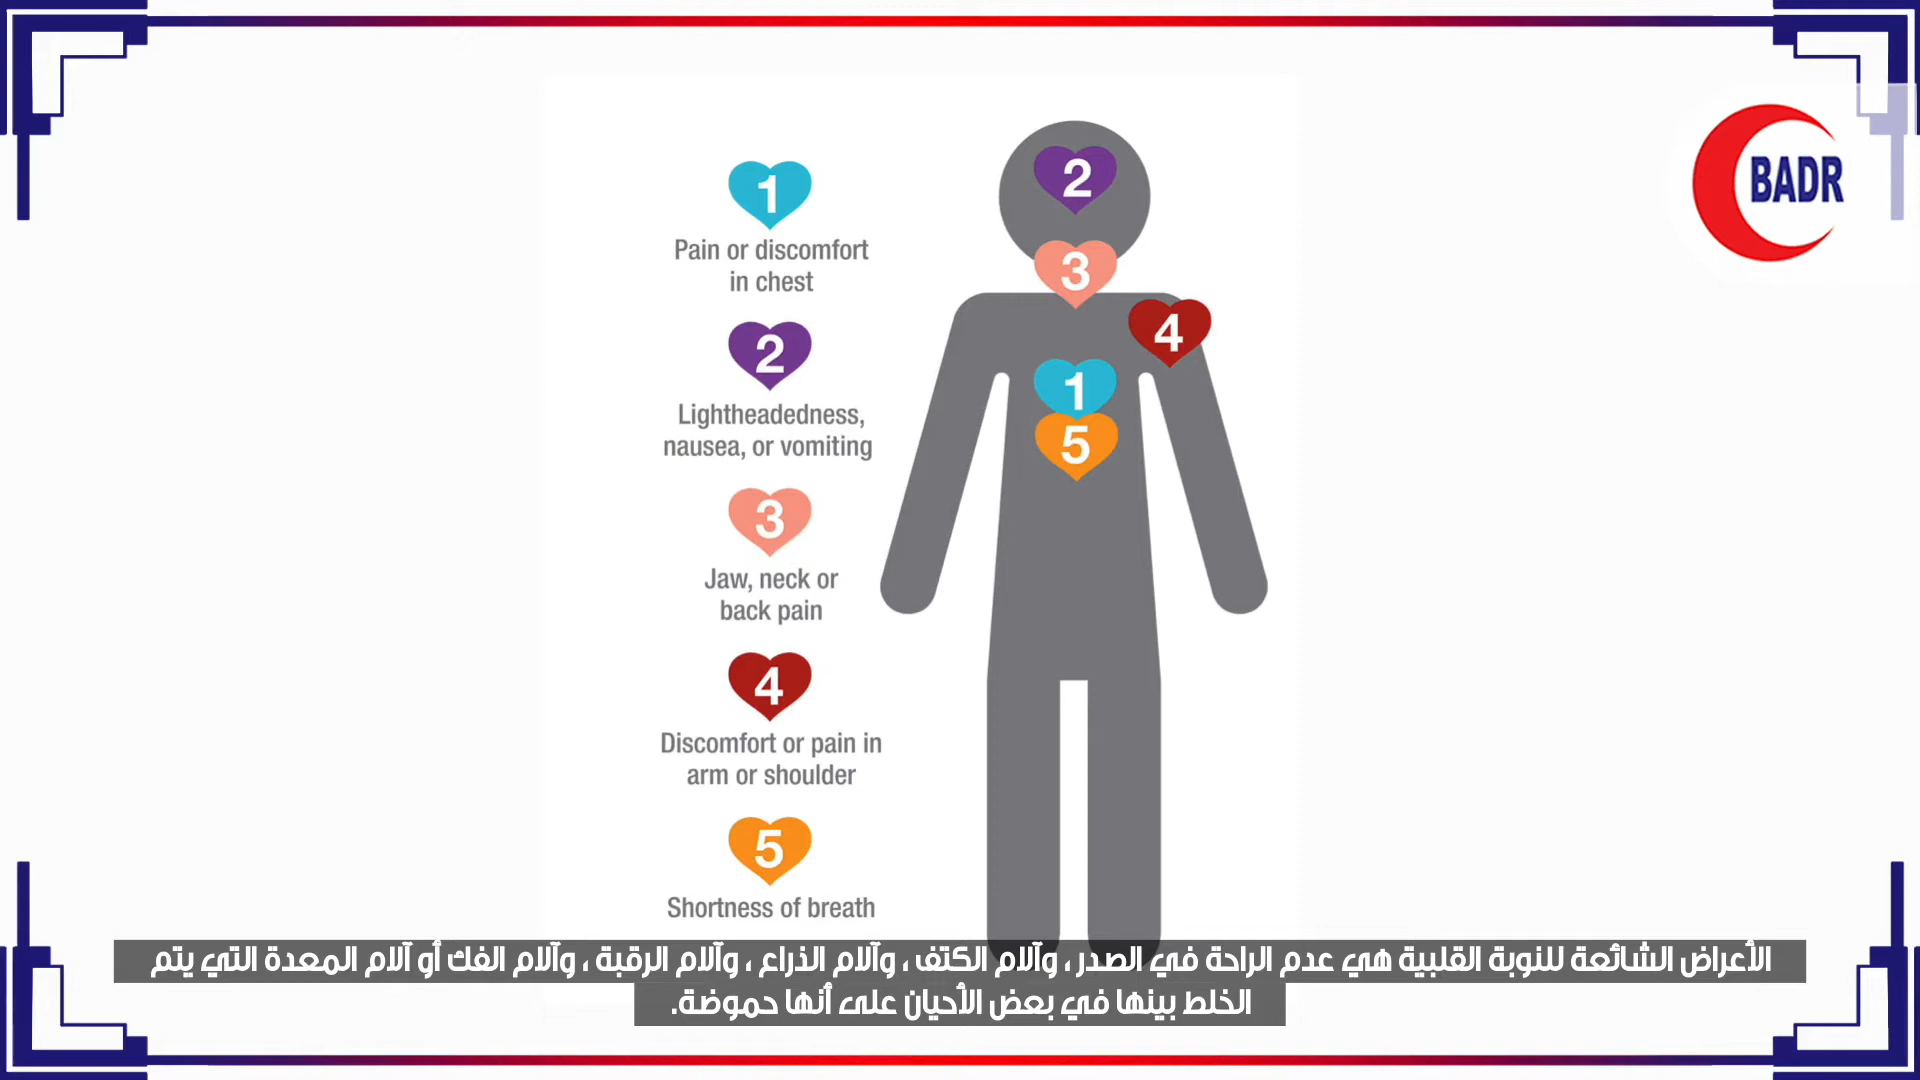 1
Pain or discomfort
in chest
2
Lightheadedness,
nausea, or vomiting
3
Jaw, neck or
back pain
4
Discomfort or pain in
arm or shoulder
5
Shortness of breath
2
3
4
1
5
BADR
الأعراض الشائعة للنوبة القلبية هي عدم الراحة في الصدر ، وآلام الكتف ، وآلام الذراع ، وآلام الرقبة ، وآلام الفك أو آلام المعدة التي يتم
الخلط بينها في بعض الأحيان على أنها حموضة.